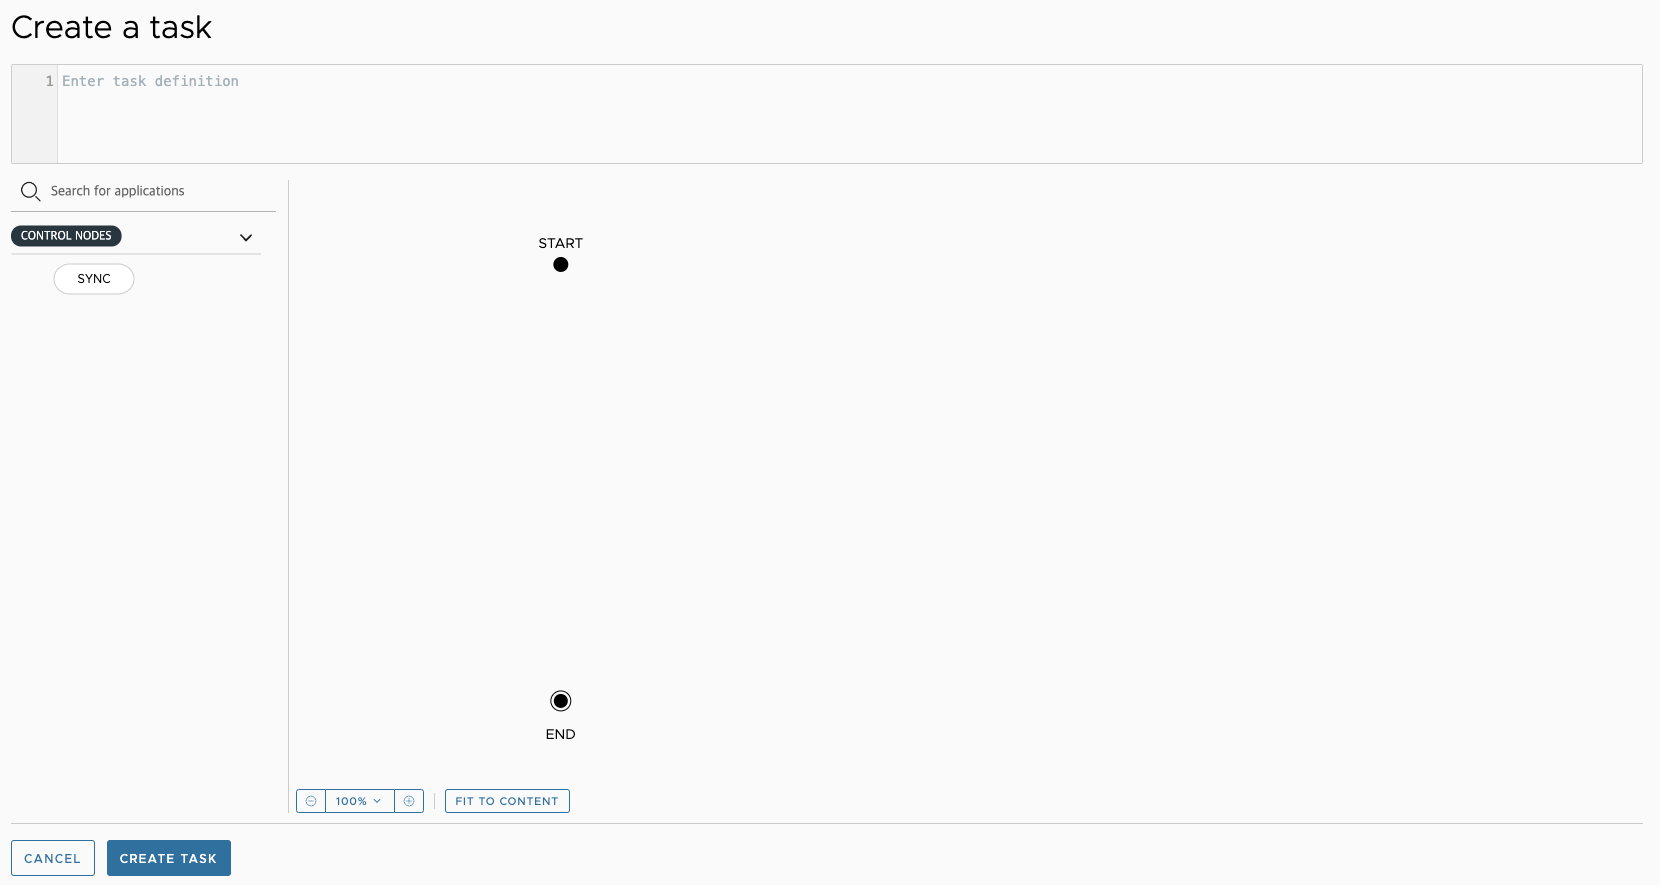 Create a task
1 Enter task definition
Search for applications
CONTROL NODES
SYNC
START
END
100%
FIT TO CONTENT
CANCEL
CREATE TASK